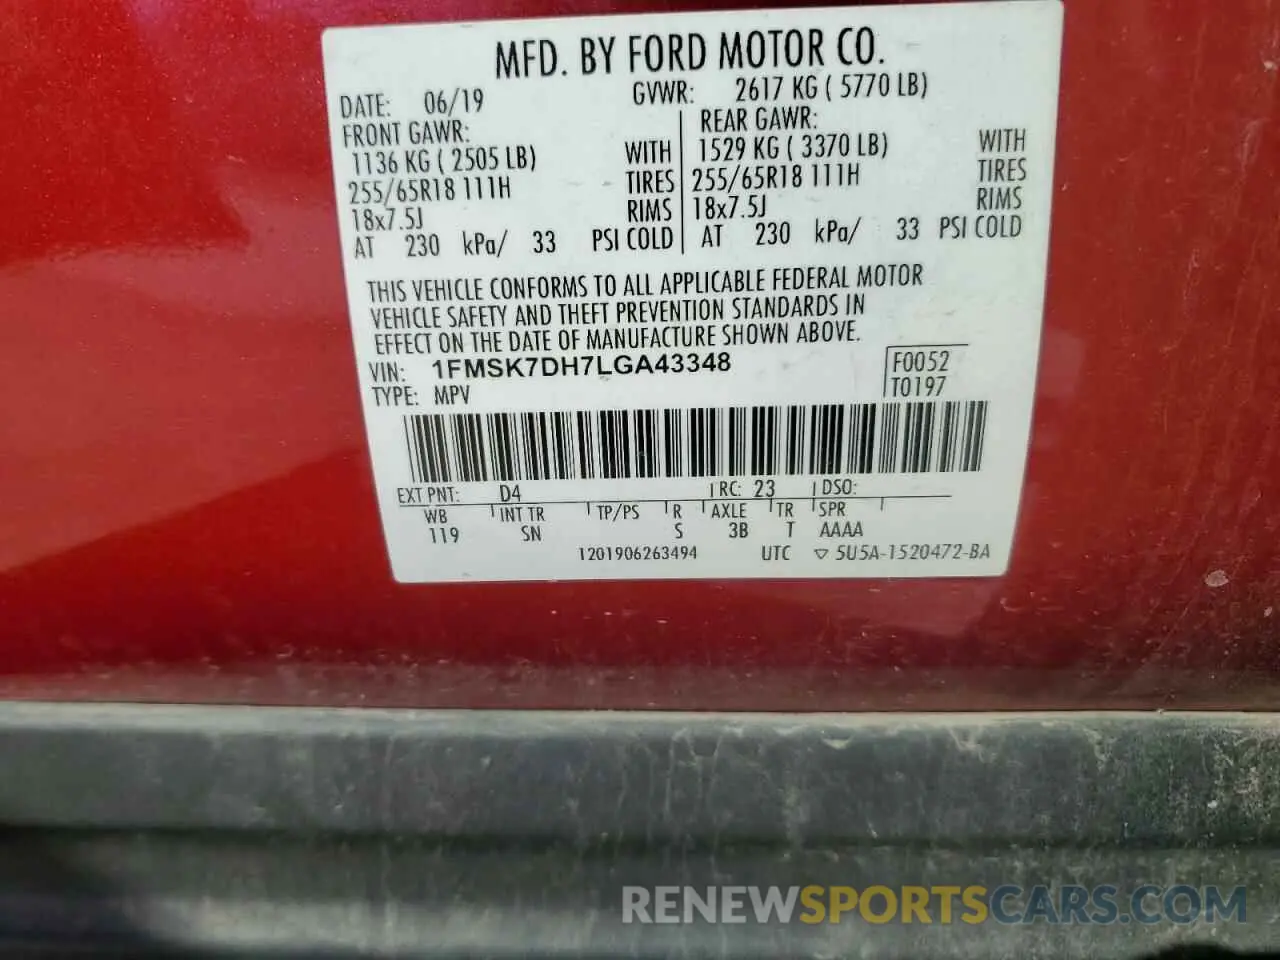 MFD. BY FORD MOTOR CO.
DATE: 06/19 GVWR: 2617 KG ( 5770 LB)
FRONT GAWR: REAR GAWR:
1136 KG ( 2505 LB) WITH 1529 KG ( 3370 LB) WITH
255/65R18 111H TIRES 255/65R18 111H TIRES
18x7.5J RIMS 18x7.5J RIMS
AT 230 kPa/ 33 PSI COLD AT 230 kPa/ 33 PSI COLD
THIS VEHICLE CONFORMS TO ALL APPLICABLE FEDERAL MOTOR
VEHICLE SAFETY AND THEFT PREVENTION STANDARDS IN
EFFECT ON THE DATE OF MANUFACTURE SHOWN ABOVE.
VIN: 1FMSK7DH7LGA43348 F0052
TYPE: MPV T0197
EXT PNT: D4 RC: 23 DSO:
WB INT TR TP/PS R AXLE TR SPR
119 SN S 3B T AAAA
1201906263494 UTC ▽ 5U5A-1520472-BA
RENEWSPORTSCARS.COM